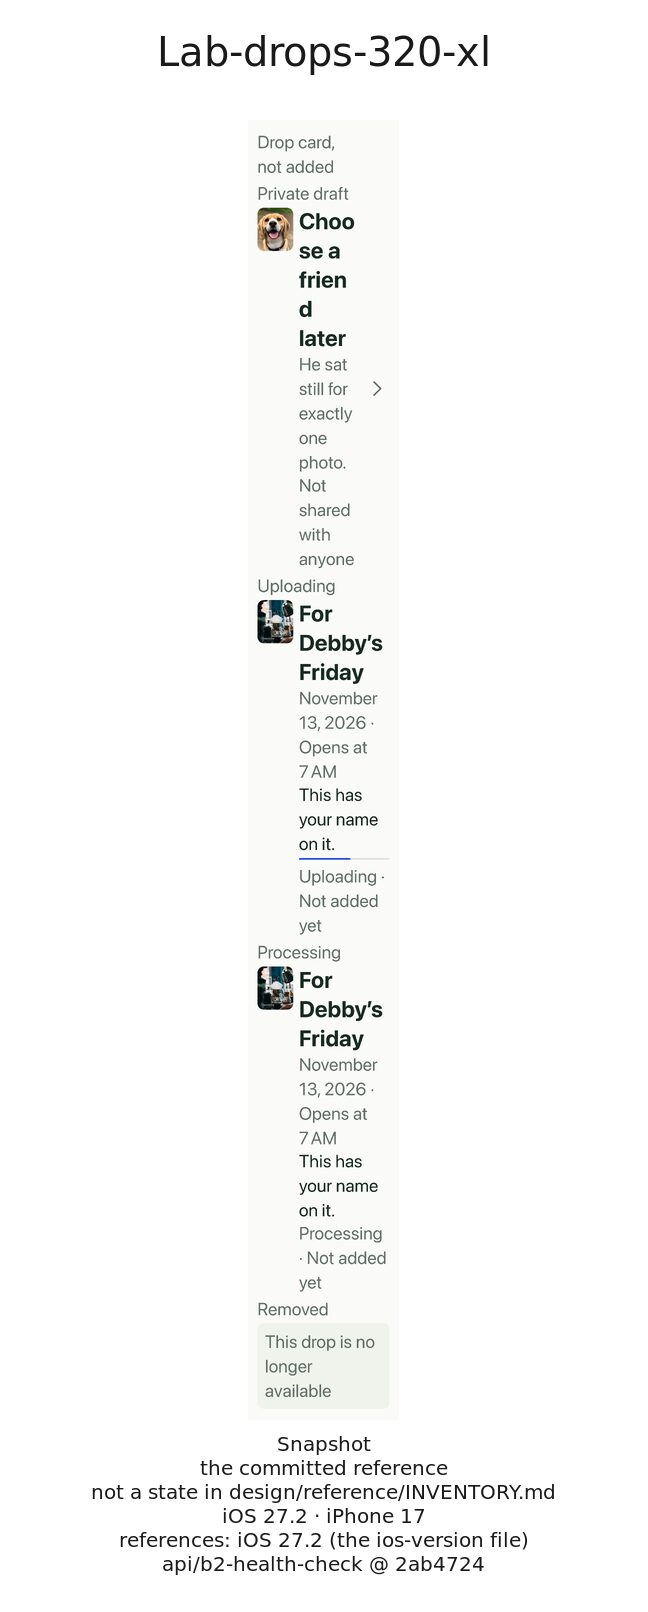 Lab-drops-320-xl
Drop card,
not added
Private draft
Choo
se a
frien
d
later
He sat
still for
exactly
one
photo.
Not
shared
with
anyone
Uploading
For
Debby’s
Friday
November
13, 2026 ·
Opens at
7 AM
This has
your name
on it.
Uploading ·
Not added
yet
Processing
For
Debby’s
Friday
November
13, 2026 ·
Opens at
7 AM
This has
your name
on it.
Processing
· Not added
yet
Removed
This drop is no
longer
available
Snapshot
the committed reference
not a state in design/reference/INVENTORY.md
iOS 27.2 · iPhone 17
references: iOS 27.2 (the ios-version file)
api/b2-health-check @ 2ab4724